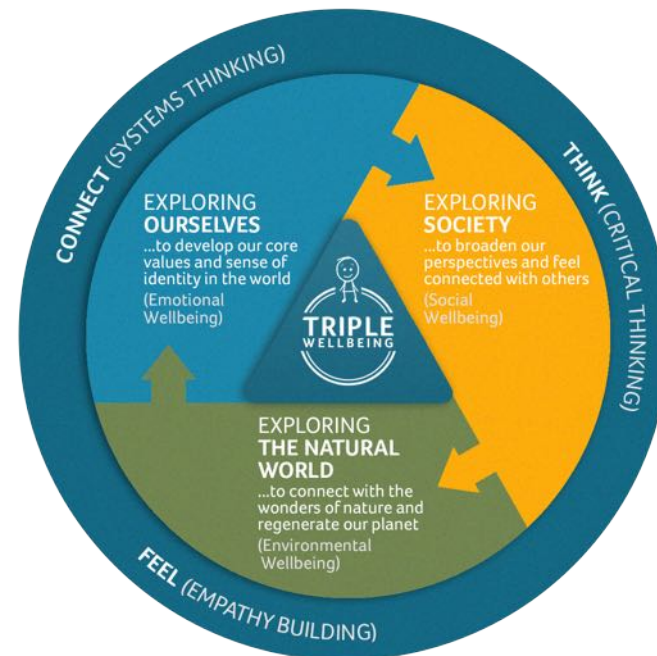 CONNECT (SYSTEMS THINKING)
THINK (CRITICAL THINKING)
FEEL (EMPATHY BUILDING)
EXPLORING
OURSELVES
...to develop our core
values and sense of
identity in the world
(Emotional
Wellbeing)
EXPLORING
SOCIETY
...to broaden our
perspectives and feel
connected with others
(Social
Wellbeing)
TRIPLE
WELLBEING
EXPLORING
THE NATURAL
WORLD
...to connect with the
wonders of nature and
regenerate our planet
(Environmental
Wellbeing)